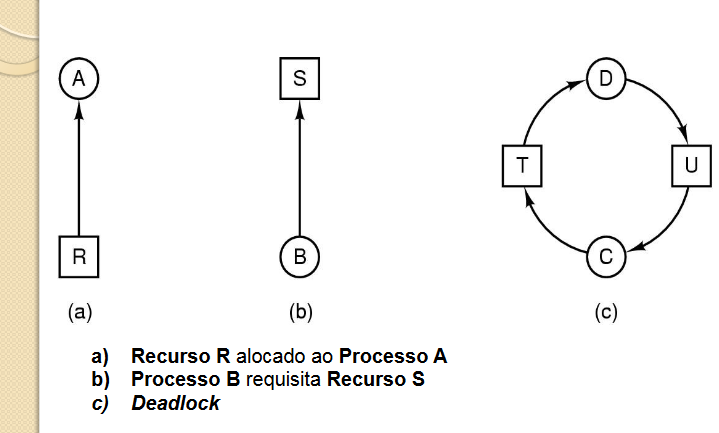 A
S
D
T
U
R
B
C
(a)
(b)
(c)
a) Recurso R alocado ao Processo A
b) Processo B requisita Recurso S
c) Deadlock